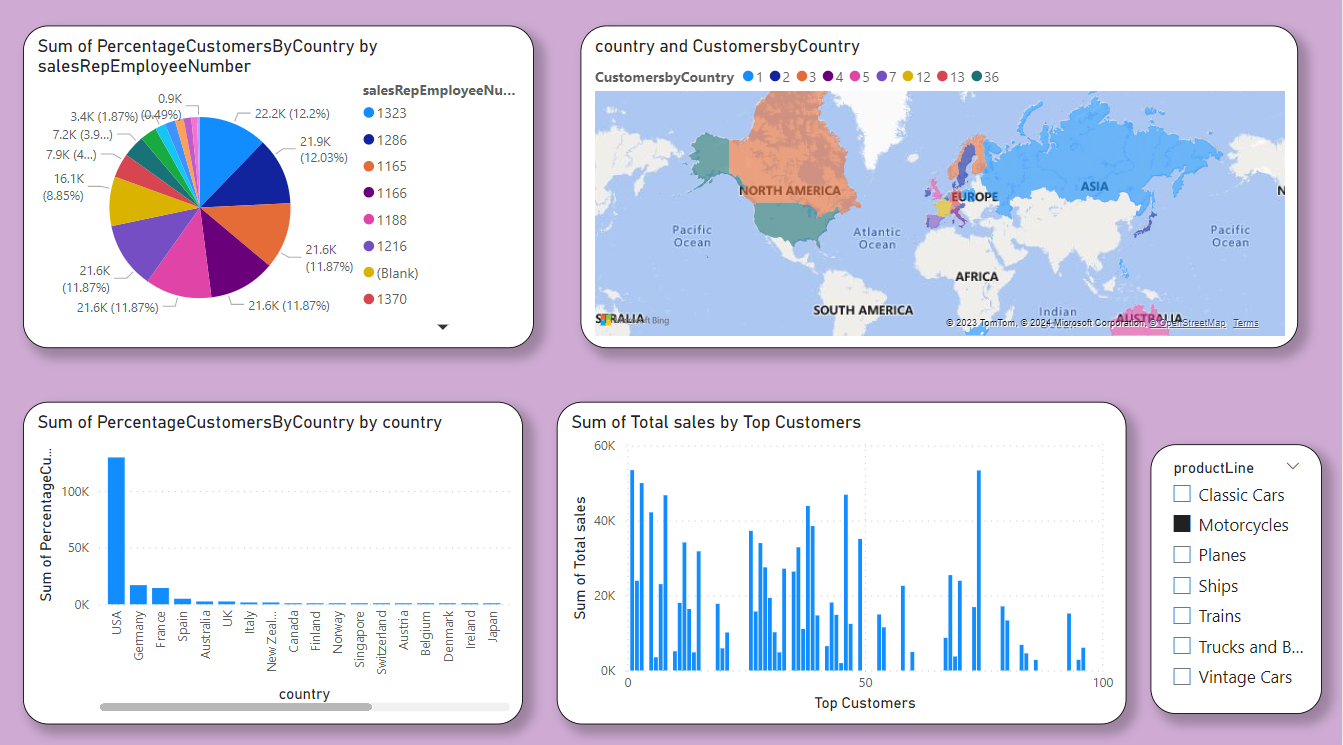 Sum of PercentageCustomersByCountry by
salesRepEmployeeNumber
salesRepEmployeeNu...
1323
1286
1165
1166
1188
1216
(Blank)
1370
22.2K (12.2%)
21.9K
(12.03%)
21.6K
(11.87%)
21.6K (11.87%)
21.6K (11.87%)
21.6K
(11.87%)
16.1K
(8.85%)
7.9K (4...)
7.2K (3.9...)
3.4K (1.87%)
0.9K
(0.49%)
country and CustomersbyCountry
CustomersbyCountry 1 2 3 4 5 7 12 13 36
NORTH AMERICA
EUROPE
ASIA
Pacific
Ocean
Atlantic
Ocean
Pacific
Ocean
AFRICA
SOUTH AMERICA
Indian
AUSTRALIA
N
STRALIA
Microsoft Bing
© 2023 TomTom, © 2024 Microsoft Corporation, © OpenStreetMap Terms
Sum of PercentageCustomersByCountry by country
Sum of PercentageCu...
100K
50K
0K
USA
Germany
France
Spain
Australia
UK
Italy
New Zeal...
Canada
Finland
Norway
Singapore
Switzerland
Austria
Belgium
Denmark
Ireland
Japan
country
Sum of Total sales by Top Customers
Sum of Total sales
60K
40K
20K
0K
0
50
100
Top Customers
productLine
Classic Cars
Motorcycles
Planes
Ships
Trains
Trucks and B...
Vintage Cars